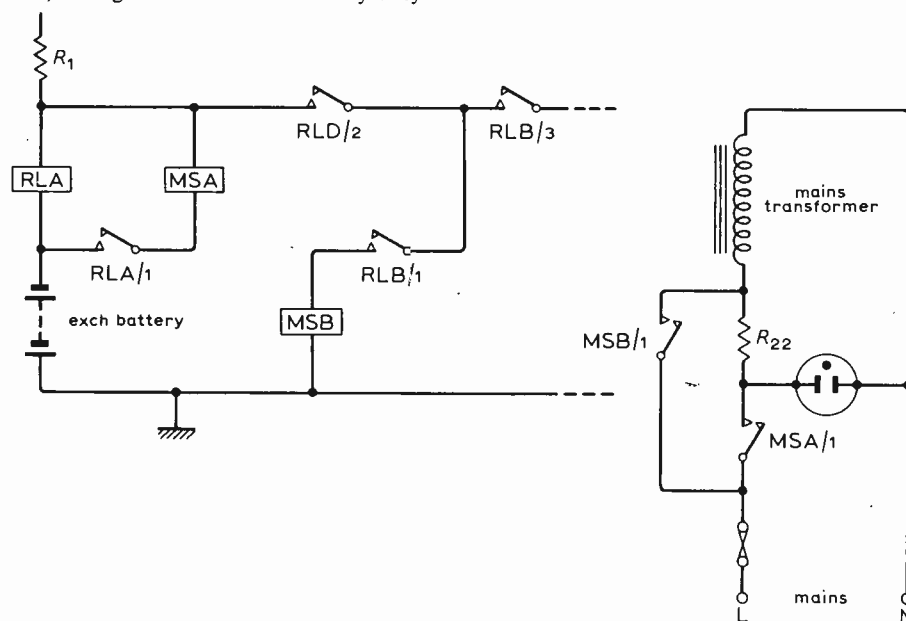 R1
RLD/2
RLB/3
RLA
MSA
mains
transformer
RLA/1
RLB/1
exch battery
MSB
MSB/1
R22
MSA/1
L
mains
N